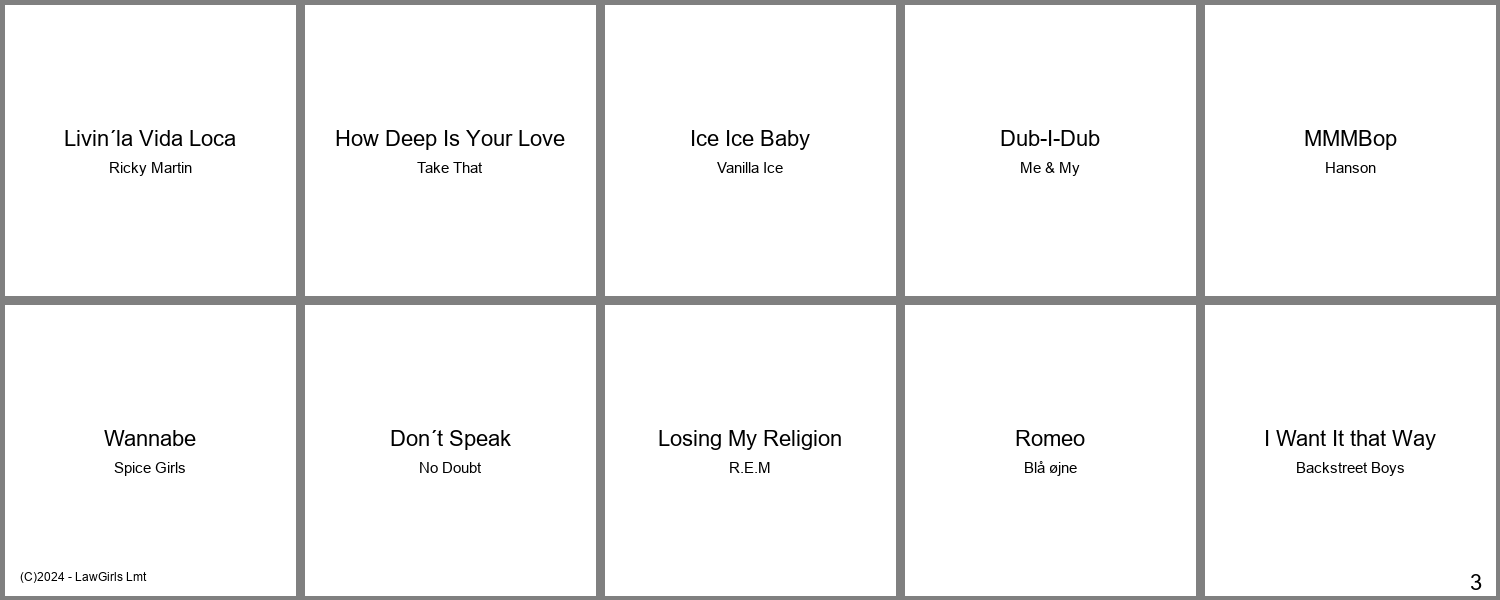 Livin´la Vida Loca
Ricky Martin
How Deep Is Your Love
Take That
Ice Ice Baby
Vanilla Ice
Dub-I-Dub
Me & My
MMMBop
Hanson
Wannabe
Spice Girls
Don´t Speak
No Doubt
Losing My Religion
R.E.M
Romeo
Blå øjne
I Want It that Way
Backstreet Boys
(C)2024 - LawGirls Lmt
3